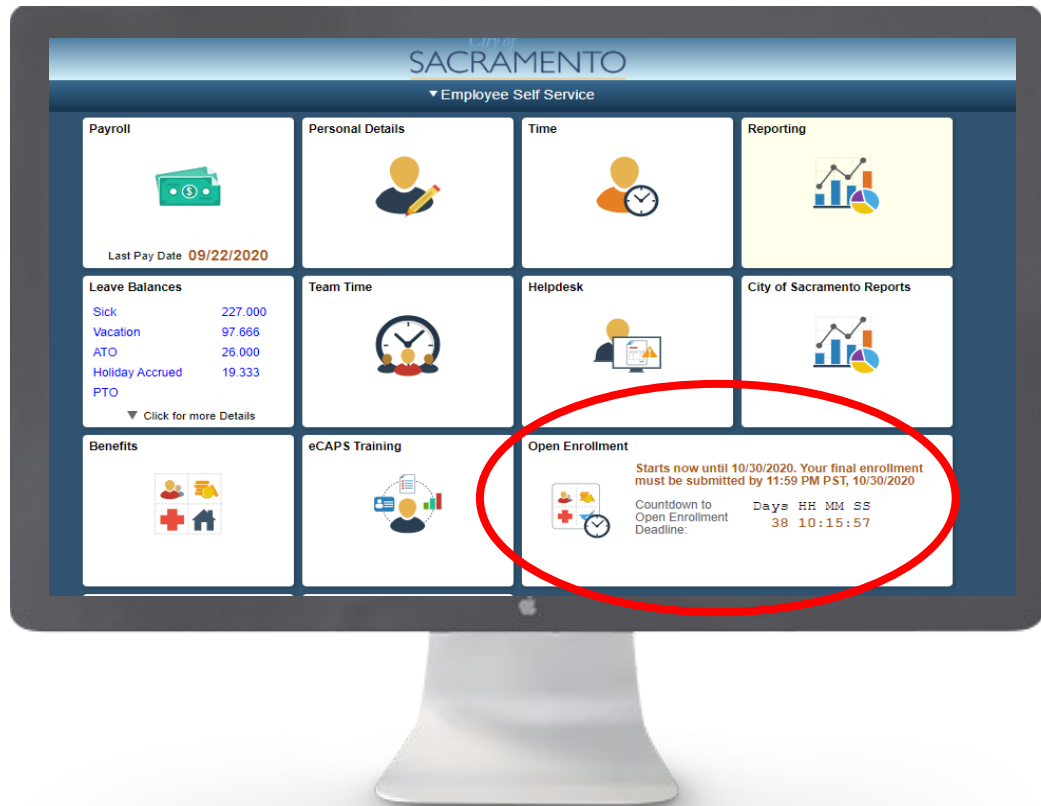 City of
SACRAMENTO
Employee Self Service
Payroll
Last Pay Date 09/22/2020
Personal Details
Time
Reporting
Leave Balances
Sick 227.000
Vacation 97.666
ATO 26.000
Holiday Accrued 19.333
PTO
Click for more Details
Team Time
Helpdesk
City of Sacramento Reports
Benefits
eCAPS Training
Open Enrollment
Starts now until 10/30/2020. Your final enrollment
must be submitted by 11:59 PM PST, 10/30/2020
Countdown to
Open Enrollment
Deadline:
Days HH MM SS
38 10:15:57